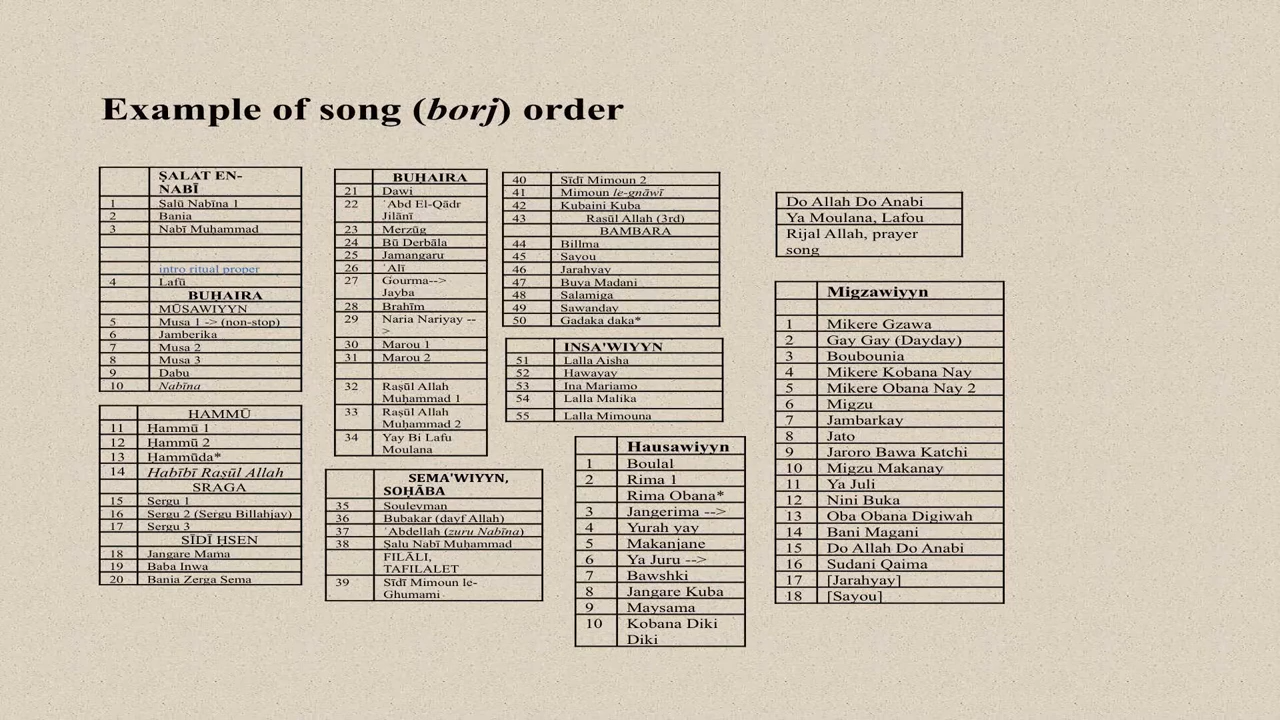 Example of song (borj) order
ṢALAT EN-
NABĪ
1 Ṣalū Nabīna 1
2 Bania
3 Nabī Muḥammad
intro ritual proper
4 Lafū
BUḤAIRA
MŪSAWIYYN
5 Musa 1 -> (non-stop)
6 Jamberika
7 Musa 2
8 Musa 3
9 Dabu
10 Nabīna
HAMMŪ
11 Ḥammū 1
12 Ḥammū 2
13 Hammūda*
14 Habībī Raṣūl Allah
SRAGA
15 Sergu 1
16 Sergu 2 (Sergu Billahjay)
17 Sergu 3
SĪDĪ ḤSEN
18 Jangare Mama
19 Baba Inwa
20 Bania Zerga Sema
BUḤAIRA
21 Dawi
22 ʿAbd El-Qādr
Jilānī
23 Merzūg
24 Bū Derbāla
25 Jamangaru
26 ʿAlī
27 Gourma-->
Jayba
28 Brahīm
29 Naria Nariyay --
>
30 Marou 1
31 Marou 2
32 Raṣūl Allah
Muḥammad 1
33 Raṣūl Allah
Muḥammad 2
34 Yay Bi Lafu
Moulana
SEMA'WIYYN,
SOḤĀBA
35 Souleyman
36 Bubakar (dayf Allah)
37 ʿAbdellah (zuru Nabīna)
38 Ṣalu Nabī Muḥammad
FILĀLI,
TAFILALET
39 Sīdī Mimoun le-
Ghumami
40 Sīdī Mimoun 2
41 Mimoun le-gnāwī
42 Kubaini Kuba
43 Rasūl Allah (3rd)
BAMBARA
44 Billma
45 Sayou
46 Jarahyay
47 Buya Madani
48 Salamiga
49 Sawanday
50 Gadaka daka*
INSA'WIYYN
51 Lalla Aisha
52 Hawayay
53 Ina Mariamo
54 Lalla Malika
55 Lalla Mimouna
Hausawiyyn
1 Boulal
2 Rima 1
Rima Obana*
3 Jangerima -->
4 Yurah yay
5 Makanjane
6 Ya Juru -->
7 Bawshki
8 Jangare Kuba
9 Maysama
10 Kobana Diki
Diki
Do Allah Do Anabi
Ya Moulana, Lafou
Rijal Allah, prayer
song
Migzawiyyn
1 Mikere Gzawa
2 Gay Gay (Dayday)
3 Boubounia
4 Mikere Kobana Nay
5 Mikere Obana Nay 2
6 Migzu
7 Jambarkay
8 Jato
9 Jaroro Bawa Katchi
10 Migzu Makanay
11 Ya Juli
12 Nini Buka
13 Oba Obana Digiwah
14 Bani Magani
15 Do Allah Do Anabi
16 Sudani Qaima
17 [Jarahyay]
18 [Sayou]